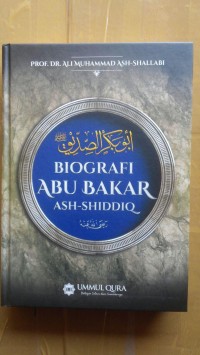 PROF. DR. ALI MUHAMMAD ASH-SHALLABI
أبو بكر الصديق
BIOGRAFI
ABU BAKAR
ASH-SHIDDIQ
UMMUL QURA